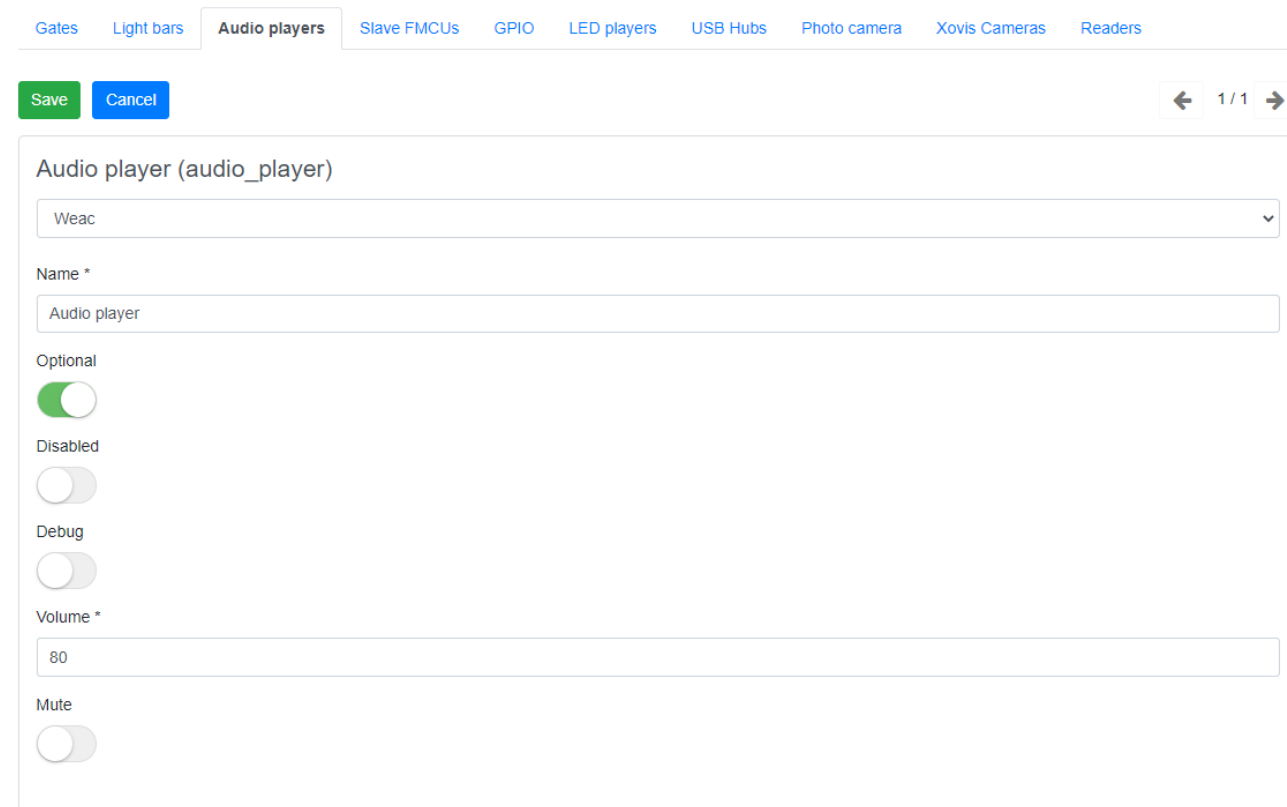 Gates Light bars Audio players Slave FMCUs GPIO LED players USB Hubs Photo camera Xovis Cameras Readers
Save Cancel 1 / 1
Audio player (audio_player)
Weac
Name *
Audio player
Optional
Disabled
Debug
Volume *
80
Mute